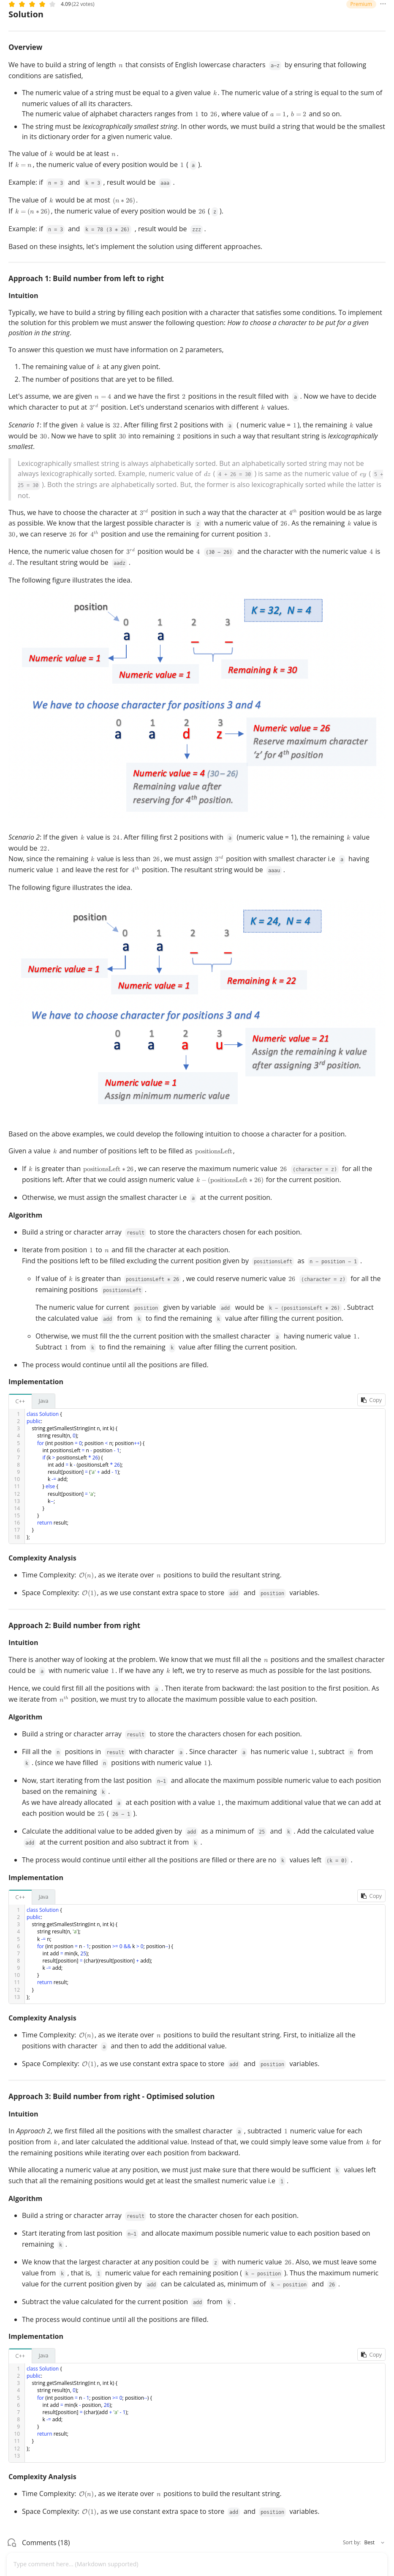 4.09 (22 votes)
Premium
Solution
Overview
We have to build a string of length n that consists of English lowercase characters a-z by ensuring that following
conditions are satisfied,
• The numeric value of a string must be equal to a given value k. The numeric value of a string is equal to the sum of
numeric values of all its characters.
The numeric value of alphabet characters ranges from 1 to 26, where value of a = 1, b = 2 and so on.
• The string must be lexicographically smallest string. In other words, we must build a string that would be the smallest
in its dictionary order for a given numeric value.
The value of k would be at least n.
If k = n, the numeric value of every position would be 1 ( a ).
Example: if n = 3 and k = 3 , result would be aaa .
The value of k would be at most (n * 26).
If k = (n * 26), the numeric value of every position would be 26 ( z ).
Example: if n = 3 and k = 78 (3 * 26) , result would be zzz .
Based on these insights, let's implement the solution using different approaches.
Approach 1: Build number from left to right
Intuition
Typically, we have to build a string by filling each position with a character that satisfies some conditions. To implement
the solution for this problem we must answer the following question: How to choose a character to be put for a given
position in the string.
To answer this question we must have information on 2 parameters,
1. The remaining value of k at any given point.
2. The number of positions that are yet to be filled.
Let's assume, we are given n = 4 and we have the first 2 positions in the result filled with a . Now we have to decide
which character to put at 3rd position. Let's understand scenarios with different k values.
Scenario 1: If the given k value is 32. After filling first 2 positions with a ( numeric value = 1), the remaining k value
would be 30. Now we have to split 30 into remaining 2 positions in such a way that resultant string is lexicographically
smallest.
Lexicographically smallest string is always alphabetically sorted. But an alphabetically sorted string may not be
always lexicographically sorted. Example, numeric value of dz ( 4 + 26 = 30 ) is same as the numeric value of ey ( 5 +
25 = 30 ). Both the strings are alphabetically sorted. But, the former is also lexicographically sorted while the latter is
not.
Thus, we have to choose the character at 3rd position in such a way that the character at 4th position would be as large
as possible. We know that the largest possible character is z with a numeric value of 26. As the remaining k value is
30, we can reserve 26 for 4th position and use the remaining for current position 3.
Hence, the numeric value chosen for 3rd position would be 4 (30 - 26) and the character with the numeric value 4 is
d. The resultant string would be aadz .
The following figure illustrates the idea.
position
K = 32, N = 4
0 1 2 3
a a _ _
Numeric value = 1
Numeric value = 1
Remaining k = 30
We have to choose character for positions 3 and 4
0 1 2 3
a a d z
Numeric value = 26
Reserve maximum character
'z' for 4th position
Numeric value = 4 (30– 26)
Remaining value after
reserving for 4th position.
Scenario 2: If the given k value is 24. After filling first 2 positions with a (numeric value = 1), the remaining k value
would be 22.
Now, since the remaining k value is less than 26, we must assign 3rd position with smallest character i.e a having
numeric value 1 and leave the rest for 4th position. The resultant string would be aaau .
The following figure illustrates the idea.
position
K = 24, N = 4
0 1 2 3
a a _ _
Numeric value = 1
Numeric value = 1
Remaining k = 22
We have to choose character for positions 3 and 4
0 1 2 3
a a a u
Numeric value = 21
Assign the remaining k value
after assigning 3rd position.
Numeric value = 1
Assign minimum numeric value
Based on the above examples, we could develop the following intuition to choose a character for a position.
Given a value k and number of positions left to be filled as positionsLeft,
• If k is greater than positionsLeft * 26, we can reserve the maximum numeric value 26 (character = z) for all the
positions left. After that we could assign numeric value k − (positionsLeft * 26) for the current position.
• Otherwise, we must assign the smallest character i.e a at the current position.
Algorithm
• Build a string or character array result to store the characters chosen for each position.
• Iterate from position 1 to n and fill the character at each position.
Find the positions left to be filled excluding the current position given by positionsLeft as n - position - 1 .
◦ If value of k is greater than positionsLeft * 26 , we could reserve numeric value 26 (character = z) for all the
remaining positions positionsLeft .
The numeric value for current position given by variable add would be k - (positionsLeft * 26) . Subtract
the calculated value add from k to find the remaining k value after filling the current position.
◦ Otherwise, we must fill the the current position with the smallest character a having numeric value 1.
Subtract 1 from k to find the remaining k value after filling the current position.
• The process would continue until all the positions are filled.
Implementation
C++ Java Copy
1 class Solution {
2 public:
3 string getSmallestString(int n, int k) {
4 string result(n, 0);
5 for (int position = 0; position < n; position++) {
6 int positionsLeft = n - position - 1;
7 if (k > positionsLeft * 26) {
8 int add = k - (positionsLeft * 26);
9 result[position] = ('a' + add - 1);
10 k -= add;
11 } else {
12 result[position] = 'a';
13 k--;
14 }
15 }
16 return result;
17 }
18 };
Complexity Analysis
• Time Complexity: O(n), as we iterate over n positions to build the resultant string.
• Space Complexity: O(1), as we use constant extra space to store add and position variables.
Approach 2: Build number from right
Intuition
There is another way of looking at the problem. We know that we must fill all the n positions and the smallest character
could be a with numeric value 1. If we have any k left, we try to reserve as much as possible for the last positions.
Hence, we could first fill all the positions with a . Then iterate from backward: the last position to the first position. As
we iterate from nth position, we must try to allocate the maximum possible value to each position.
Algorithm
• Build a string or character array result to store the characters chosen for each position.
• Fill all the n positions in result with character a . Since character a has numeric value 1, subtract n from
k . (since we have filled n positions with numeric value 1).
• Now, start iterating from the last position n-1 and allocate the maximum possible numeric value to each position
based on the remaining k .
As we have already allocated a at each position with a value 1, the maximum additional value that we can add at
each position would be 25 ( 26 - 1 ).
• Calculate the additional value to be added given by add as a minimum of 25 and k . Add the calculated value
add at the current position and also subtract it from k .
• The process would continue until either all the positions are filled or there are no k values left (k = 0) .
Implementation
C++ Java Copy
1 class Solution {
2 public:
3 string getSmallestString(int n, int k) {
4 string result(n, 'a');
5 k -= n;
6 for (int position = n - 1; position >= 0 && k > 0; position--) {
7 int add = min(k, 25);
8 result[position] = (char)(result[position] + add);
9 k -= add;
10 }
11 return result;
12 }
13 };
Complexity Analysis
• Time Complexity: O(n), as we iterate over n positions to build the resultant string. First, to initialize all the
positions with character a and then to add the additional value.
• Space Complexity: O(1), as we use constant extra space to store add and position variables.
Approach 3: Build number from right - Optimised solution
Intuition
In Approach 2, we first filled all the positions with the smallest character a , subtracted 1 numeric value for each
position from k, and later calculated the additional value. Instead of that, we could simply leave some value from k for
the remaining positions while iterating over each position from backward.
While allocating a numeric value at any position, we must just make sure that there would be sufficient k values left
such that all the remaining positions would get at least the smallest numeric value i.e 1 .
Algorithm
• Build a string or character array result to store the character chosen for each position.
• Start iterating from last position n-1 and allocate maximum possible numeric value to each position based on
remaining k .
• We know that the largest character at any position could be z with numeric value 26. Also, we must leave some
value from k , that is, 1 numeric value for each remaining position ( k - position ). Thus the maximum numeric
value for the current position given by add can be calculated as, minimum of k - position and 26 .
• Subtract the value calculated for the current position add from k .
• The process would continue until all the positions are filled.
Implementation
C++ Java Copy
1 class Solution {
2 public:
3 string getSmallestString(int n, int k) {
4 string result(n, 0);
5 for (int position = n - 1; position >= 0; position--) {
6 int add = min(k - position, 26);
7 result[position] = (char)(add + 'a' - 1);
8 k -= add;
9 }
10 return result;
11 }
12 };
13
Complexity Analysis
• Time Complexity: O(n), as we iterate over n positions to build the resultant string.
• Space Complexity: O(1), as we use constant extra space to store add and position variables.
Comments (18)
Sort by: Best
Type comment here... (Markdown supported)